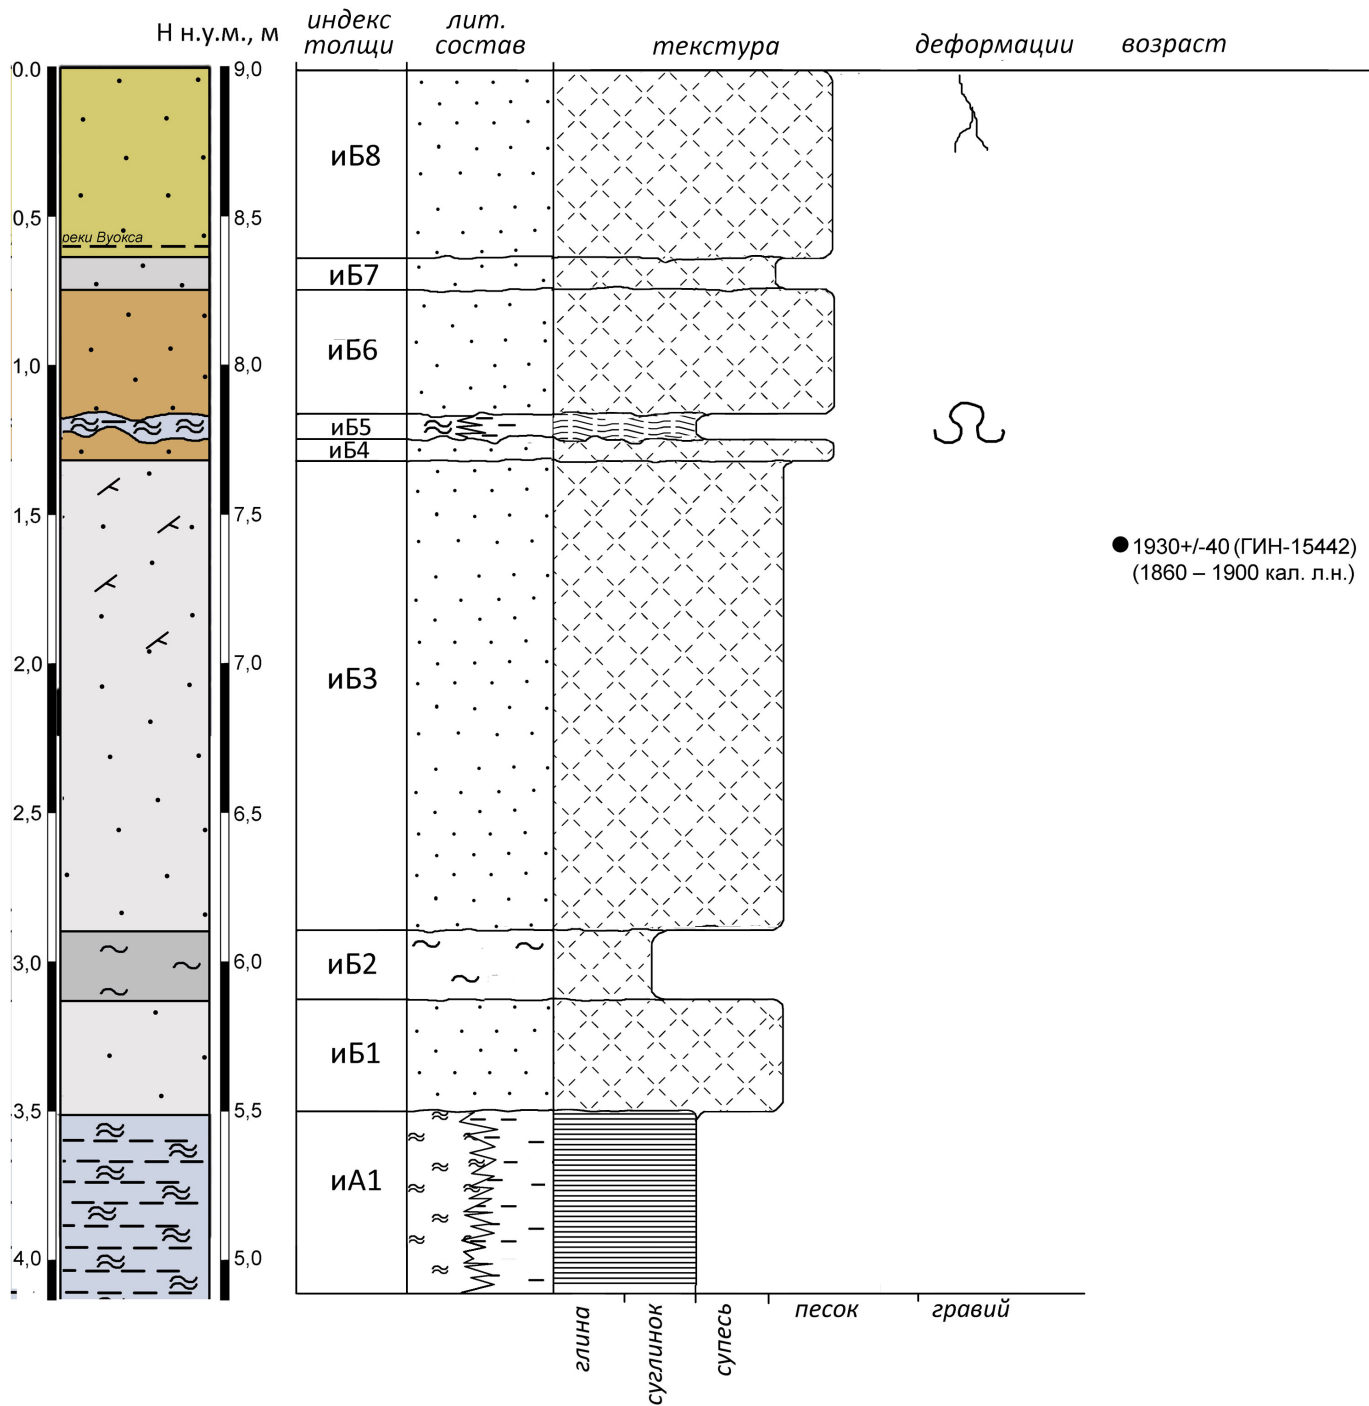 Н н.у.м., м
индекс толщи
лит. состав
текстура
деформации
возраст
0.0
9,0
иБ8
0,5
8,5
реки Вуокса
иБ7
иБ6
1,0
8,0
иБ5
иБ4
1,5
7,5
1930+/-40 (ГИН-15442)
(1860 – 1900 кал. л.н.)
2,0
7,0
иБ3
2,5
6,5
3,0
6,0
иБ2
иБ1
3,5
5,5
иА1
4,0
5,0
глина
суглинок
супесь
песок
гравий